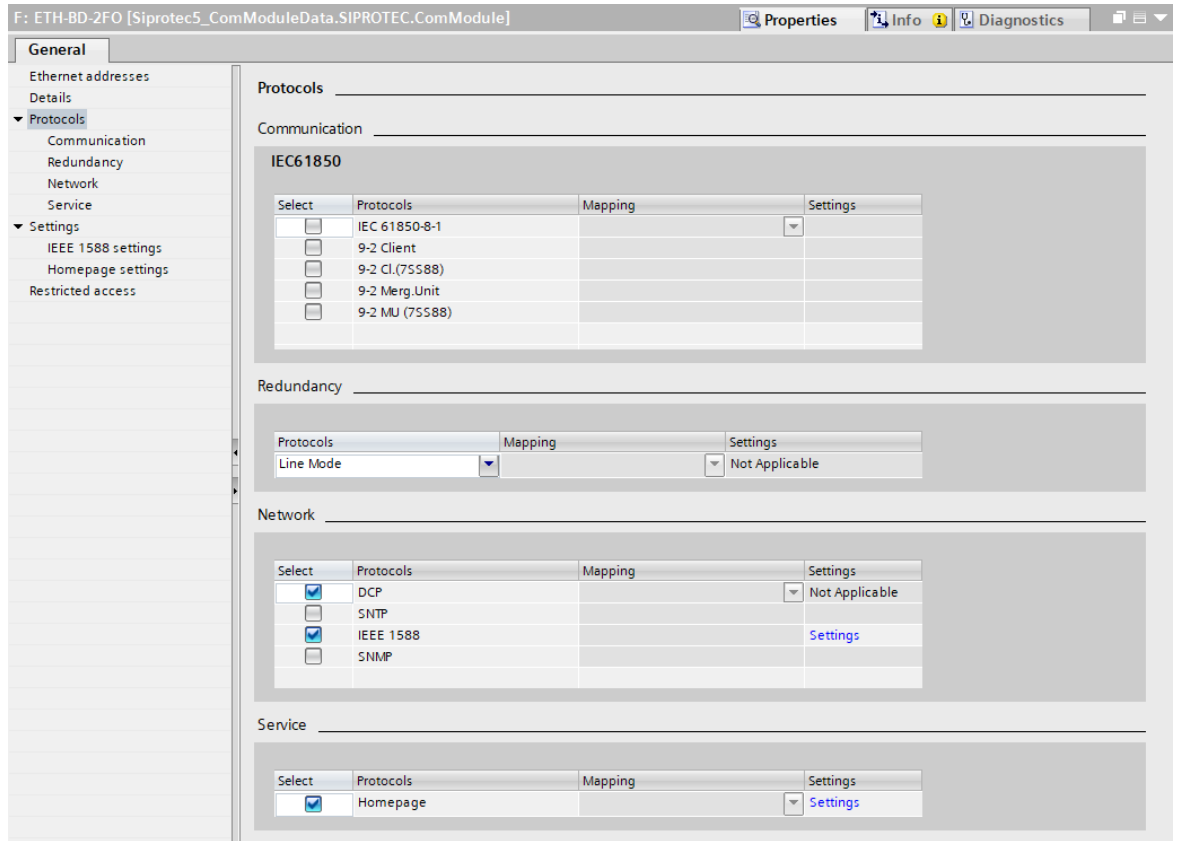 F: ETH-BD-2FO [Siprotec5_ComModuleData.SIPROTEC.ComModule]
Properties
Info
Diagnostics
General
Ethernet addresses
Details
Protocols
Communication
Redundancy
Network
Service
Settings
IEEE 1588 settings
Homepage settings
Restricted access
Protocols
Communication
IEC61850
Select Protocols Mapping Settings
IEC 61850-8-1
9-2 Client
9-2 Cl.(7SS88)
9-2 Merg.Unit
9-2 MU (7SS88)
Redundancy
Protocols Mapping Settings
Line Mode Not Applicable
Network
Select Protocols Mapping Settings
DCP Not Applicable
SNTP
IEEE 1588 Settings
SNMP
Service
Select Protocols Mapping Settings
Homepage Settings